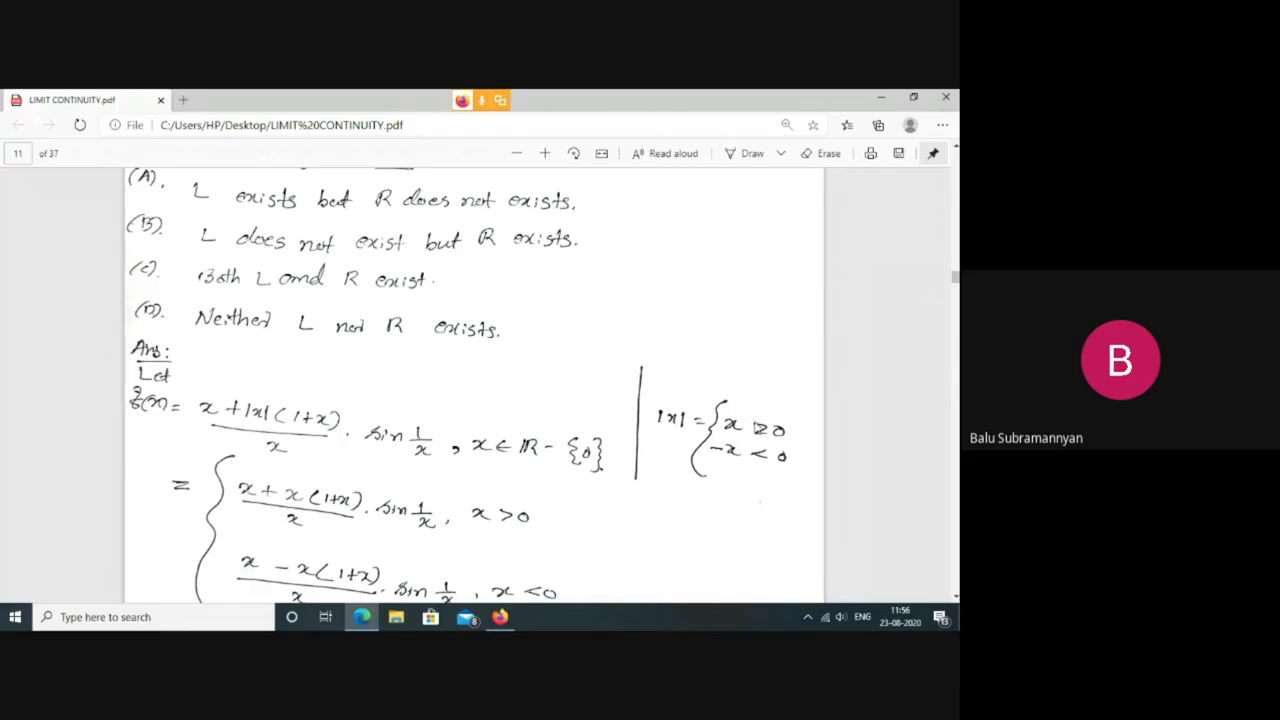 LIMIT CONTINUITY.pdf
File C:/Users/HP/Desktop/LIMIT%20CONTINUITY.pdf
11 of 37 Read aloud Draw Erase
(A). L exists but R does not exists.
(B). L does not exist but R exists.
(C). Both L and R exist.
(D). Neither L nor R exists.
Ans:
Let
f(x) = x + |x| (1+x) / x . sin 1/x , x ∈ ℝ - {0}.
|x| = { x ≥ 0
-x < 0
= { x + x (1+x) / x . sin 1/x , x > 0
x - x (1+x) / x . sin 1/x , x < 0
Balu Subramannyan
B
Type here to search
8
ENG
11:56
23-08-2020
13